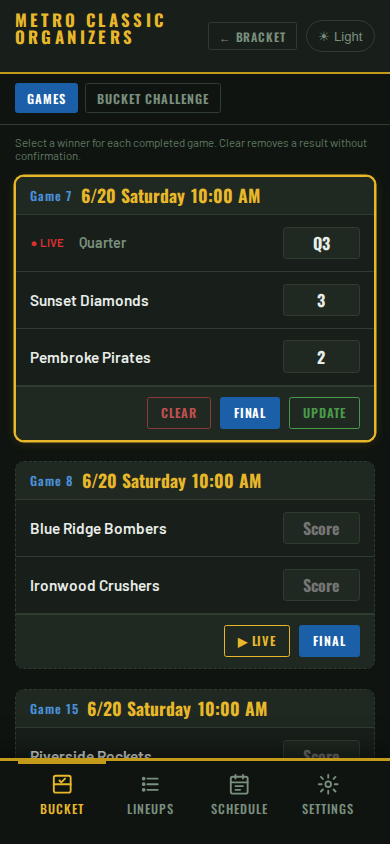 METRO CLASSIC
ORGANIZERS
← BRACKET
☀ Light
GAMES
BUCKET CHALLENGE
Select a winner for each completed game. Clear removes a result without
confirmation.
Game 7 6/20 Saturday 10:00 AM
● LIVE Quarter Q3
Sunset Diamonds 3
Pembroke Pirates 2
CLEAR FINAL UPDATE
Game 8 6/20 Saturday 10:00 AM
Blue Ridge Bombers Score
Ironwood Crushers Score
▶ LIVE FINAL
Game 15 6/20 Saturday 10:00 AM
Riverside Rockets Score
BUCKET LINEUPS SCHEDULE SETTINGS